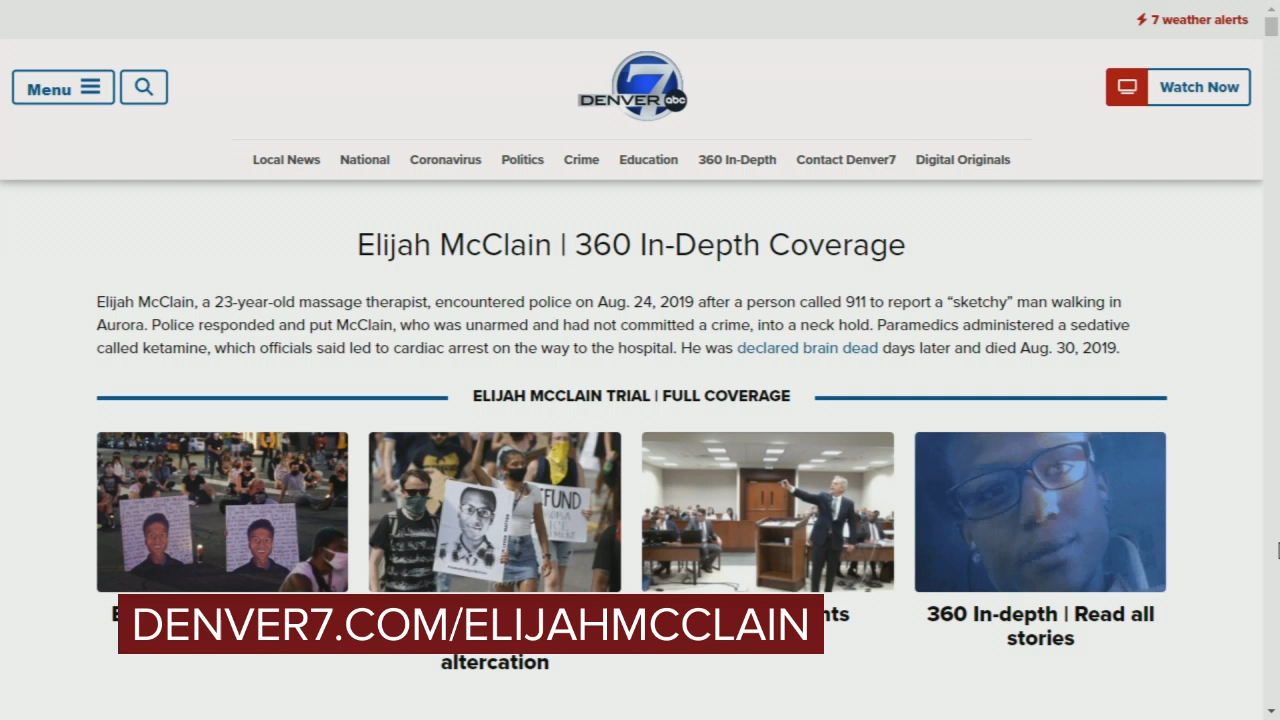 7 weather alerts
Menu
7
DENVER abc
Watch Now
Local News National Coronavirus Politics Crime Education 360 In-Depth Contact Denver7 Digital Originals
Elijah McClain | 360 In-Depth Coverage
Elijah McClain, a 23-year-old massage therapist, encountered police on Aug. 24, 2019 after a person called 911 to report a “sketchy” man walking in
Aurora. Police responded and put McClain, who was unarmed and had not committed a crime, into a neck hold. Paramedics administered a sedative
called ketamine, which officials said led to cardiac arrest on the way to the hospital. He was declared brain dead days later and died Aug. 30, 2019.
ELIJAH MCCLAIN TRIAL | FULL COVERAGE
360 In-depth | Read all
stories
DENVER7.COM/ELIJAHMCCLAIN
altercation